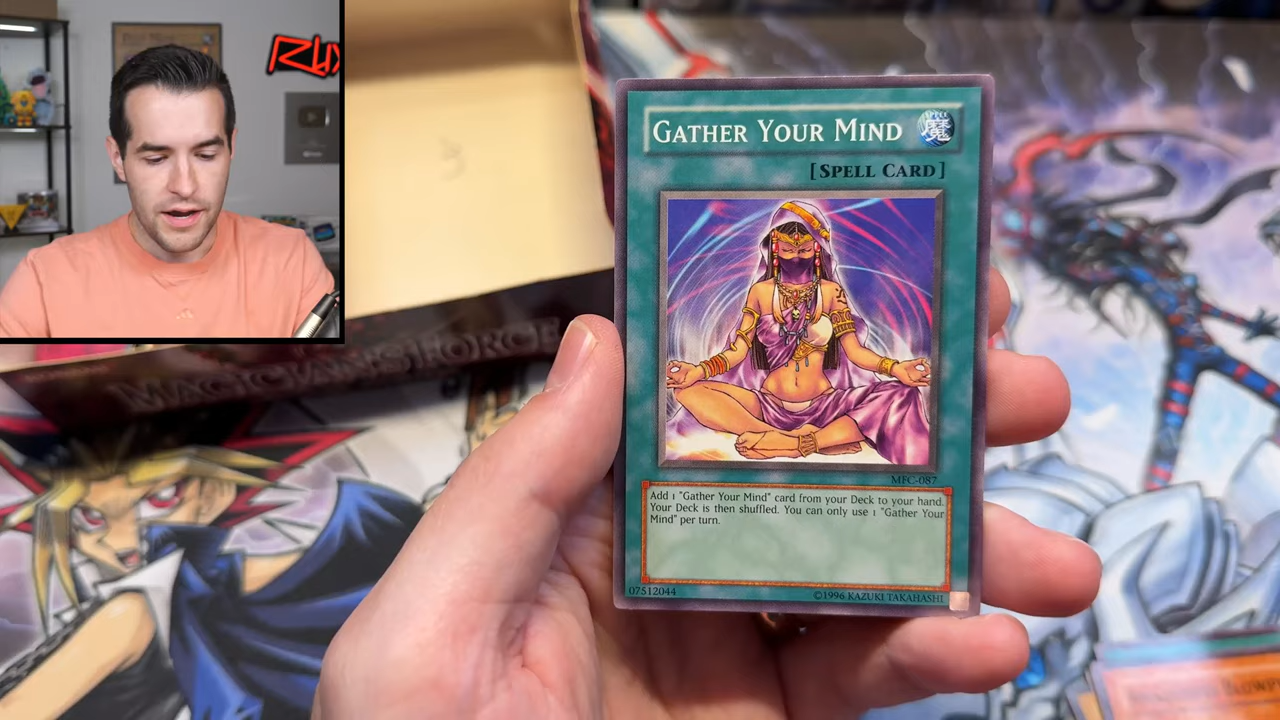 GATHER YOUR MIND
[SPELL CARD]
MFC-087
Add 1 "Gather Your Mind" card from your Deck to your hand.
Your Deck is then shuffled. You can only use 1 "Gather Your
Mind" per turn.
07512044
©1996 KAZUKI TAKAHASHI
MAGICIAN'S FORCE
3